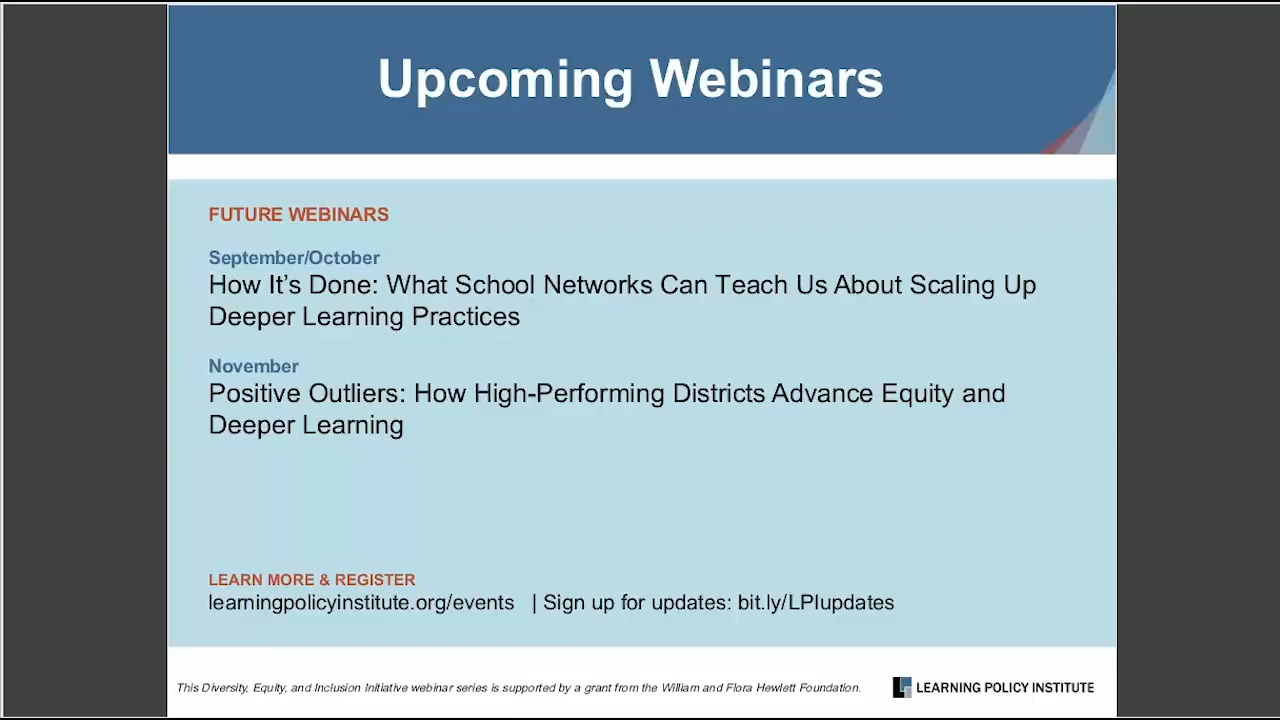 Upcoming Webinars
FUTURE WEBINARS
September/October
How It’s Done: What School Networks Can Teach Us About Scaling Up
Deeper Learning Practices
November
Positive Outliers: How High-Performing Districts Advance Equity and
Deeper Learning
LEARN MORE & REGISTER
learningpolicyinstitute.org/events | Sign up for updates: bit.ly/LPIupdates
This Diversity, Equity, and Inclusion Initiative webinar series is supported by a grant from the William and Flora Hewlett Foundation.
LEARNING POLICY INSTITUTE